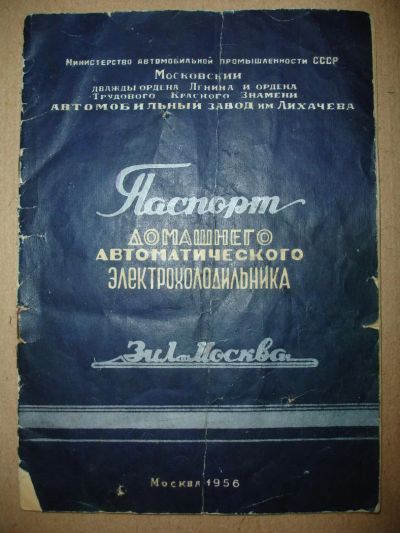 Министерство автомобильной промышленности СССР
Московский
дважды ордена Ленина и ордена
Трудового Красного Знамени
автомобильный завод им Лихачева
Паспорт
домашнего
автоматического
электрохолодильника
ЗИЛ-Москва
Москва 1956